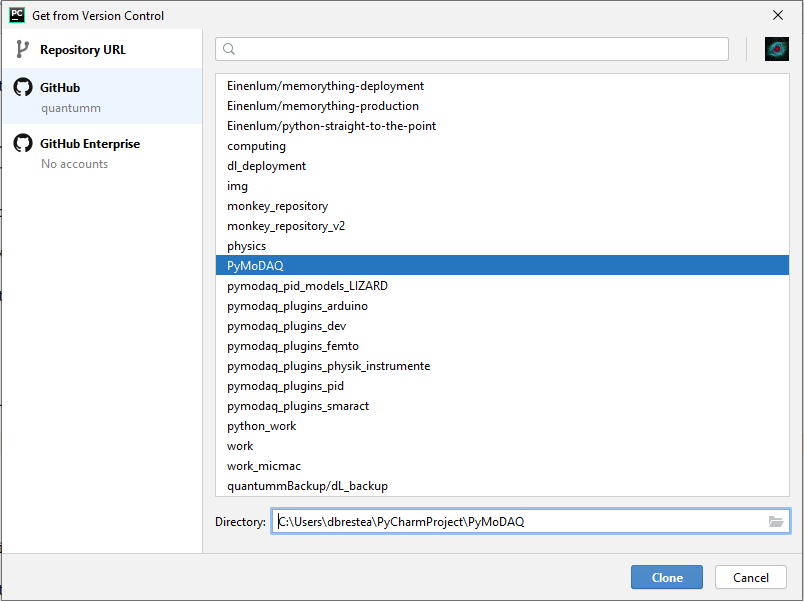 PC
Get from Version Control
Repository URL
GitHub
quantumm
GitHub Enterprise
No accounts
Einenlum/memorything-deployment
Einenlum/memorything-production
Einenlum/python-straight-to-the-point
computing
dl_deployment
img
monkey_repository
monkey_repository_v2
physics
PyMoDAQ
pymodaq_pid_models_LIZARD
pymodaq_plugins_arduino
pymodaq_plugins_dev
pymodaq_plugins_femto
pymodaq_plugins_physik_instrumente
pymodaq_plugins_pid
pymodaq_plugins_smaract
python_work
work
work_micmac
quantummBackup/dL_backup
Directory: C:\Users\dbrestea\PyCharmProject\PyMoDAQ
Clone Cancel